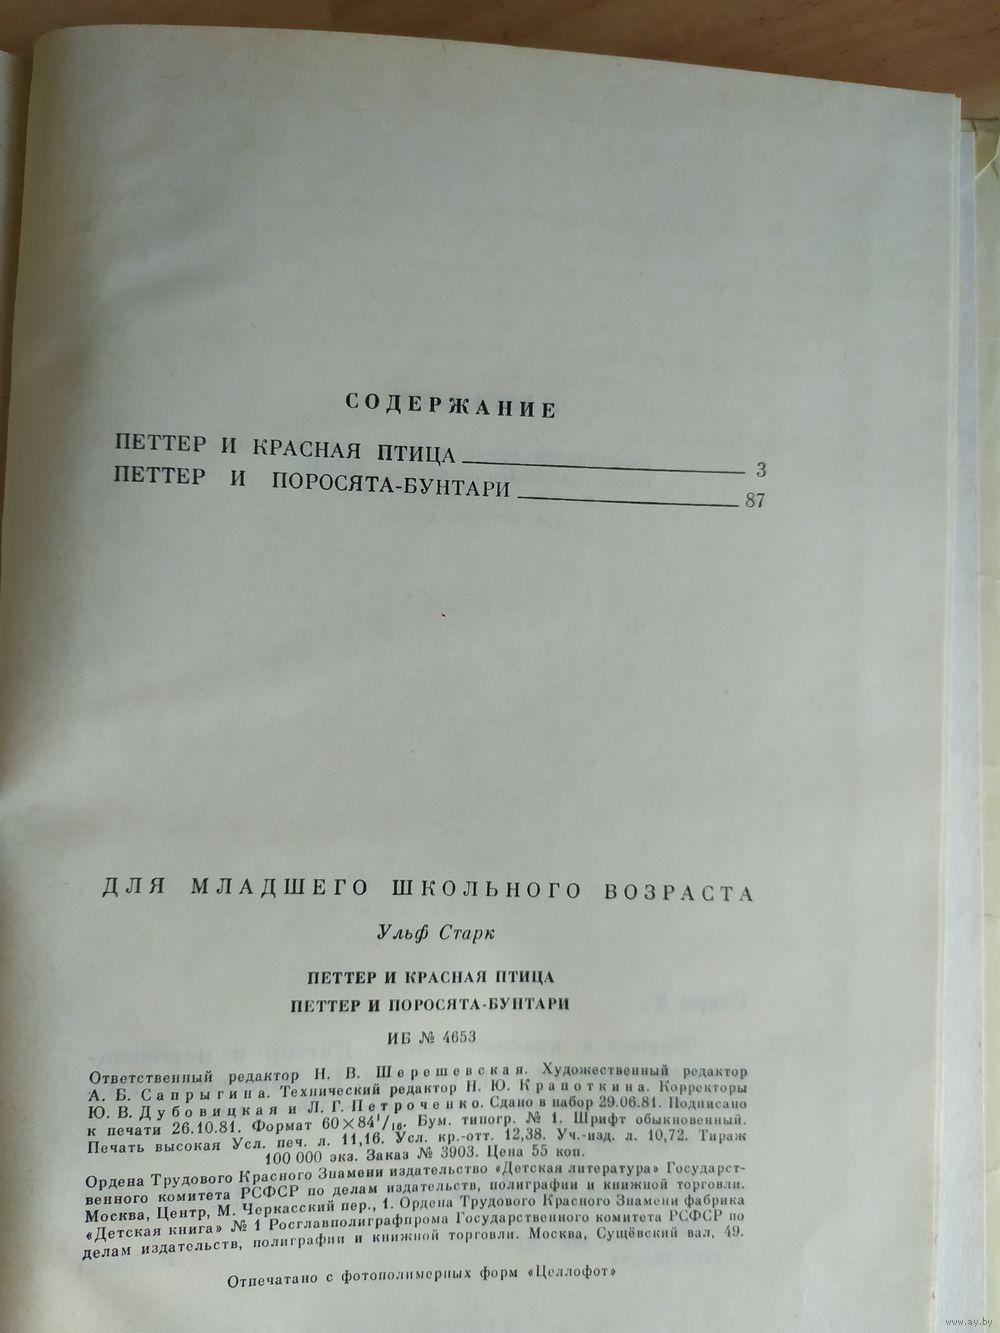 СОДЕРЖАНИЕ
ПЕТТЕР И КРАСНАЯ ПТИЦА 3
ПЕТТЕР И ПОРОСЯТА-БУНТАРИ 87
ДЛЯ МЛАДШЕГО ШКОЛЬНОГО ВОЗРАСТА
Ульф Старк
ПЕТТЕР И КРАСНАЯ ПТИЦА
ПЕТТЕР И ПОРОСЯТА-БУНТАРИ
ИБ № 4653
Ответственный редактор Н. В. Шерешевская. Художественный редактор
А. Б. Сапрыгина. Технический редактор Н. Ю. Крапоткина. Корректоры
Ю. В. Дубовицкая и Л. Г. Петроченко. Сдано в набор 29.06.81. Подписано
к печати 26.10.81. Формат 60×84¹/₁₆. Бум. типогр. № 1. Шрифт обыкновенный.
Печать высокая Усл. печ. л. 11,16. Усл. кр.-отт. 12,38. Уч.-изд. л. 10,72. Тираж
100 000 экз. Заказ № 3903. Цена 55 коп.
Ордена Трудового Красного Знамени издательство «Детская литература» Государст-
венного комитета РСФСР по делам издательств, полиграфии и книжной торговли.
Москва, Центр, М. Черкасский пер., 1. Ордена Трудового Красного Знамени фабрика
«Детская книга» № 1 Росглавполиграфпрома Государственного комитета РСФСР по
делам издательств, полиграфии и книжной торговли. Москва, Сущёвский вал, 49.
Отпечатано с фотополимерных форм «Целлофот»
www.ay.by